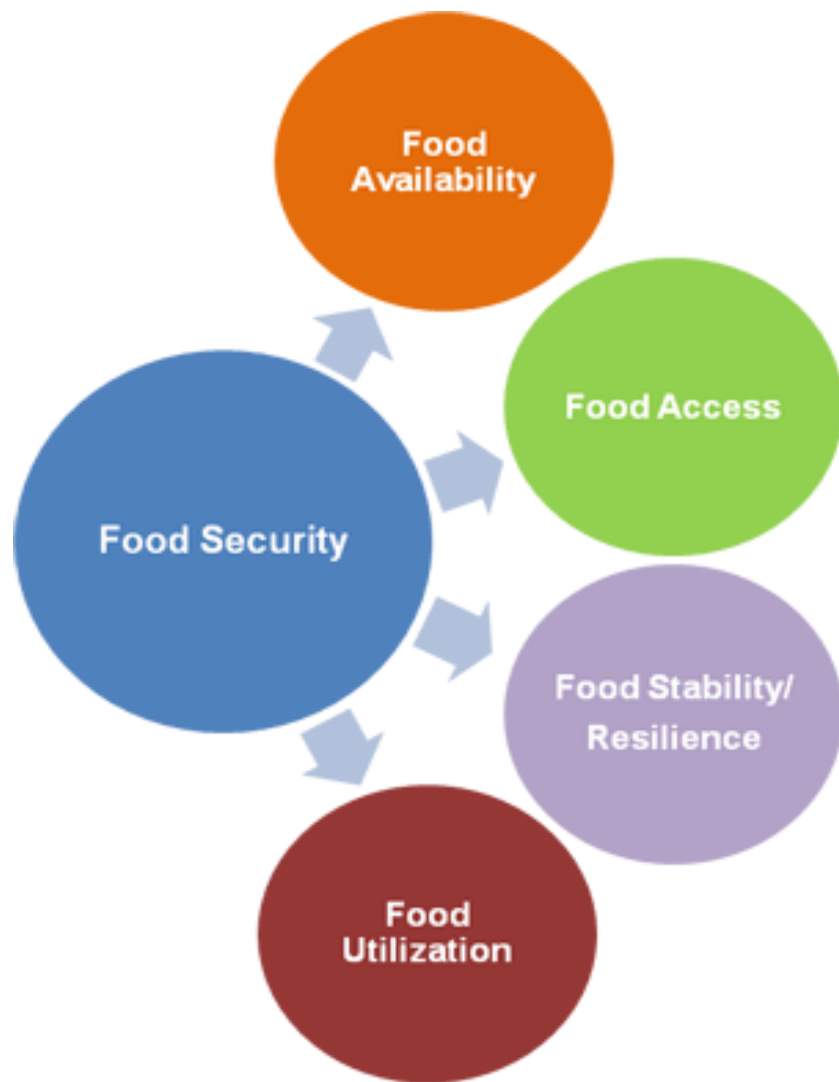 Food
Availability
Food Access
Food Security
Food Stability/
Resilience
Food
Utilization